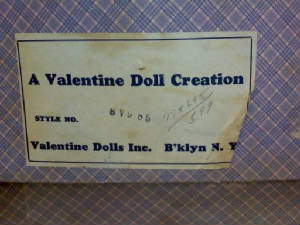 A Valentine Doll Creation
STYLE NO.
Valentine Dolls Inc. B'klyn N. Y